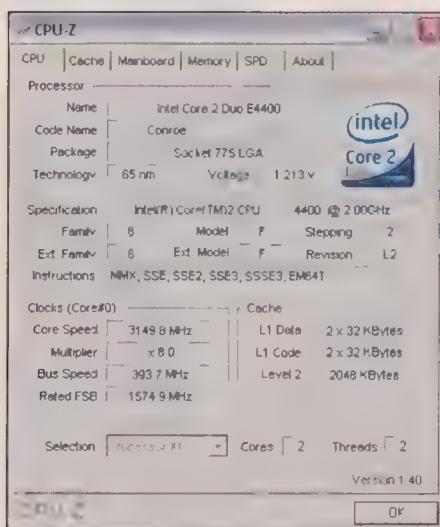 CPU-Z
CPU Cache Mainboard Memory SPD About
Processor
Name Intel Core 2 Duo E4400
Code Name Conroe
Package Socket 775 LGA
Technology 65 nm Voltage 1.213 v
intel
Core 2
Specification Intel(R) Core(TM)2 CPU 4400 @ 2.00GHz
Family 6 Model F Stepping 2
Ext. Family 6 Ext. Model F Revision L2
Instructions MMX, SSE, SSE2, SSE3, SSSE3, EM64T
Clocks (Core#0)
Core Speed 3149.8 MHz
Multiplier x 8.0
Bus Speed 393.7 MHz
Rated FSB 1574.9 MHz
Cache
L1 Data 2 x 32 KBytes
L1 Code 2 x 32 KBytes
Level 2 2048 KBytes
Selection Processor #1 Cores 2 Threads 2
Version 1.40
CPU-Z
OK